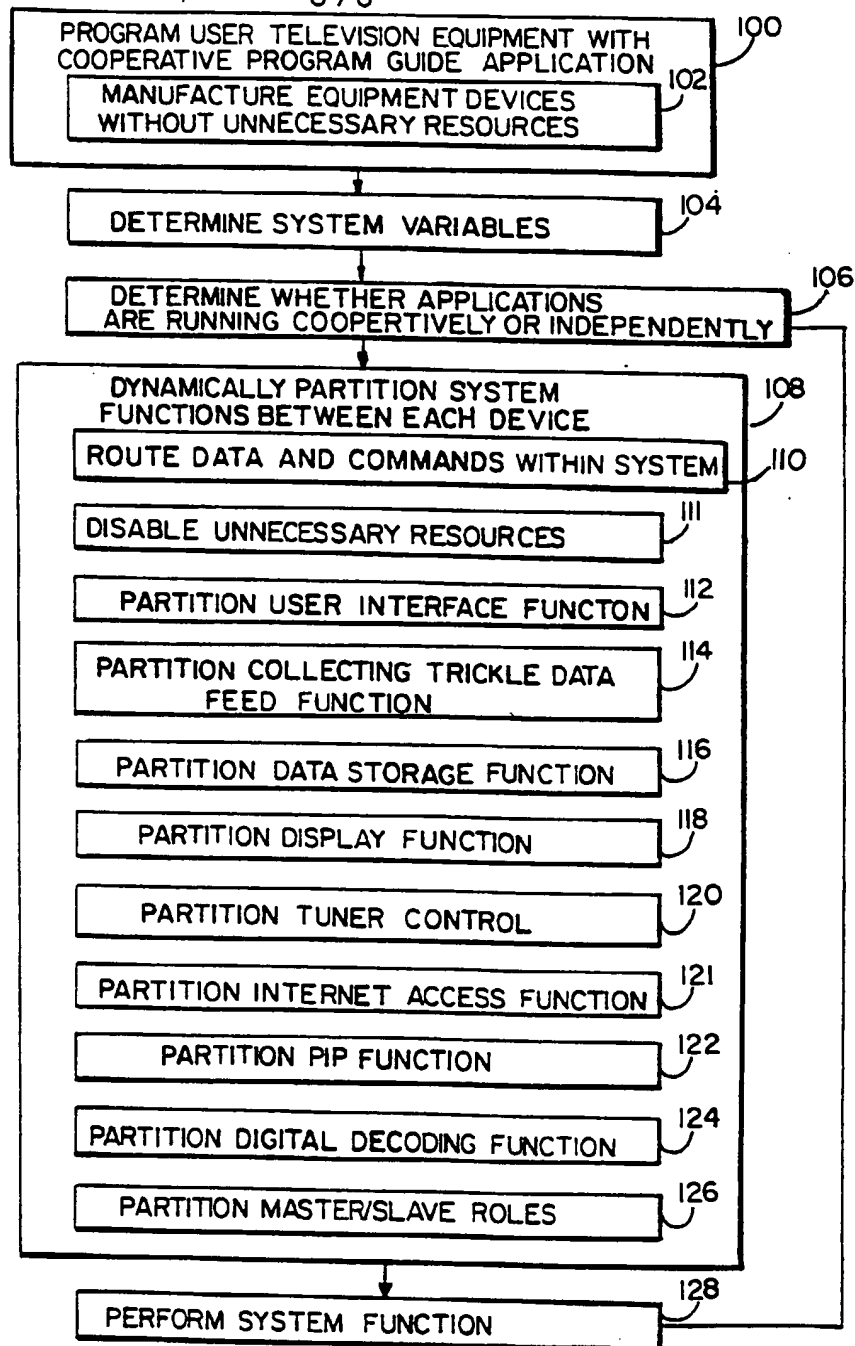 PROGRAM USER TELEVISION EQUIPMENT WITH
COOPERATIVE PROGRAM GUIDE APPLICATION
100
MANUFACTURE EQUIPMENT DEVICES
WITHOUT UNNECESSARY RESOURCES
102
DETERMINE SYSTEM VARIABLES
104
DETERMINE WHETHER APPLICATIONS
ARE RUNNING COOPERTIVELY OR INDEPENDENTLY
106
DYNAMICALLY PARTITION SYSTEM
FUNCTIONS BETWEEN EACH DEVICE
108
ROUTE DATA AND COMMANDS WITHIN SYSTEM
110
DISABLE UNNECESSARY RESOURCES
111
PARTITION USER INTERFACE FUNCTON
112
PARTITION COLLECTING TRICKLE DATA
FEED FUNCTION
114
PARTITION DATA STORAGE FUNCTION
116
PARTITION DISPLAY FUNCTION
118
PARTITION TUNER CONTROL
120
PARTITION INTERNET ACCESS FUNCTION
121
PARTITION PIP FUNCTION
122
PARTITION DIGITAL DECODING FUNCTION
124
PARTITION MASTER/SLAVE ROLES
126
PERFORM SYSTEM FUNCTION
128